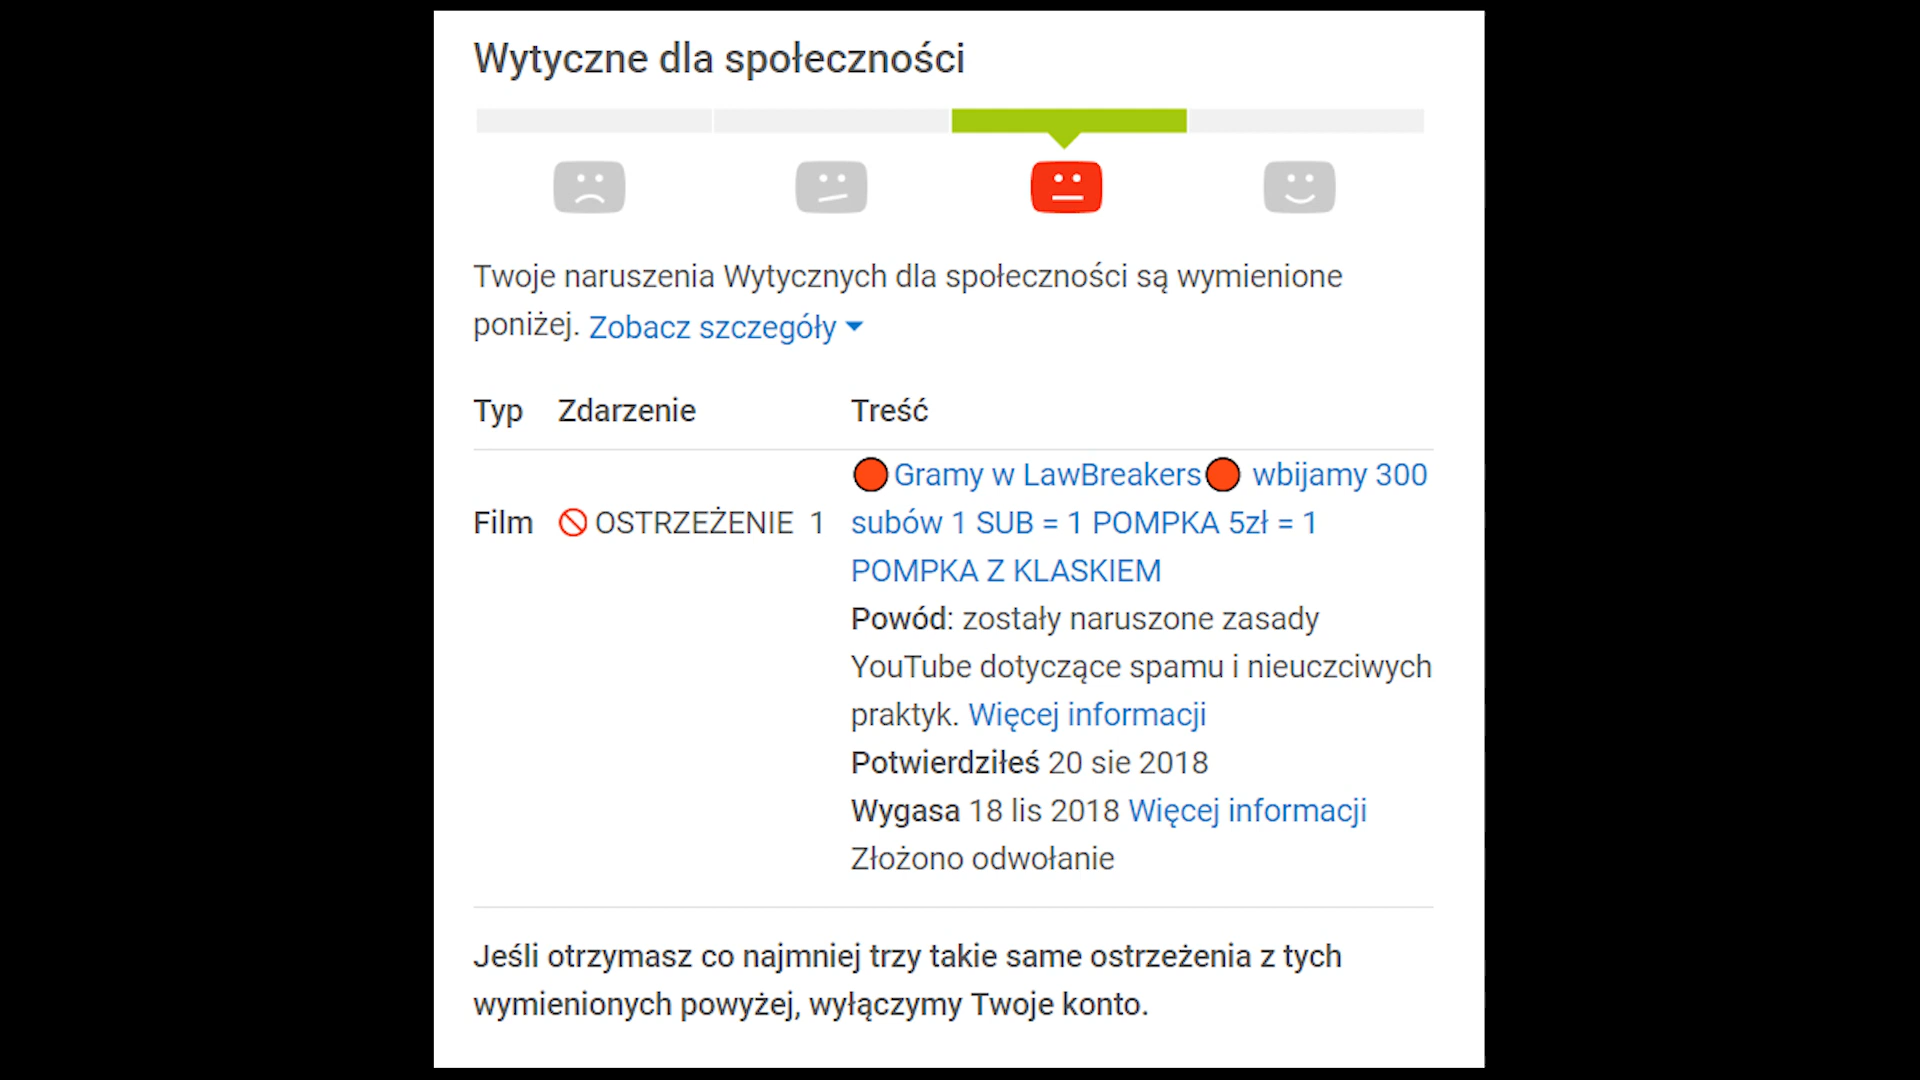 Wytyczne dla społeczności
Twoje naruszenia Wytycznych dla społeczności są wymienione
poniżej. Zobacz szczegóły
Typ Zdarzenie Treść
Gramy w LawBreakers wbijamy 300
Film OSTRZEŻENIE 1 subów 1 SUB = 1 POMPKA 5zł = 1
POMPKA Z KLASKIEM
Powód: zostały naruszone zasady
YouTube dotyczące spamu i nieuczciwych
praktyk. Więcej informacji
Potwierdziłeś 20 sie 2018
Wygasa 18 lis 2018 Więcej informacji
Złożono odwołanie
Jeśli otrzymasz co najmniej trzy takie same ostrzeżenia z tych
wymienionych powyżej, wyłączymy Twoje konto.